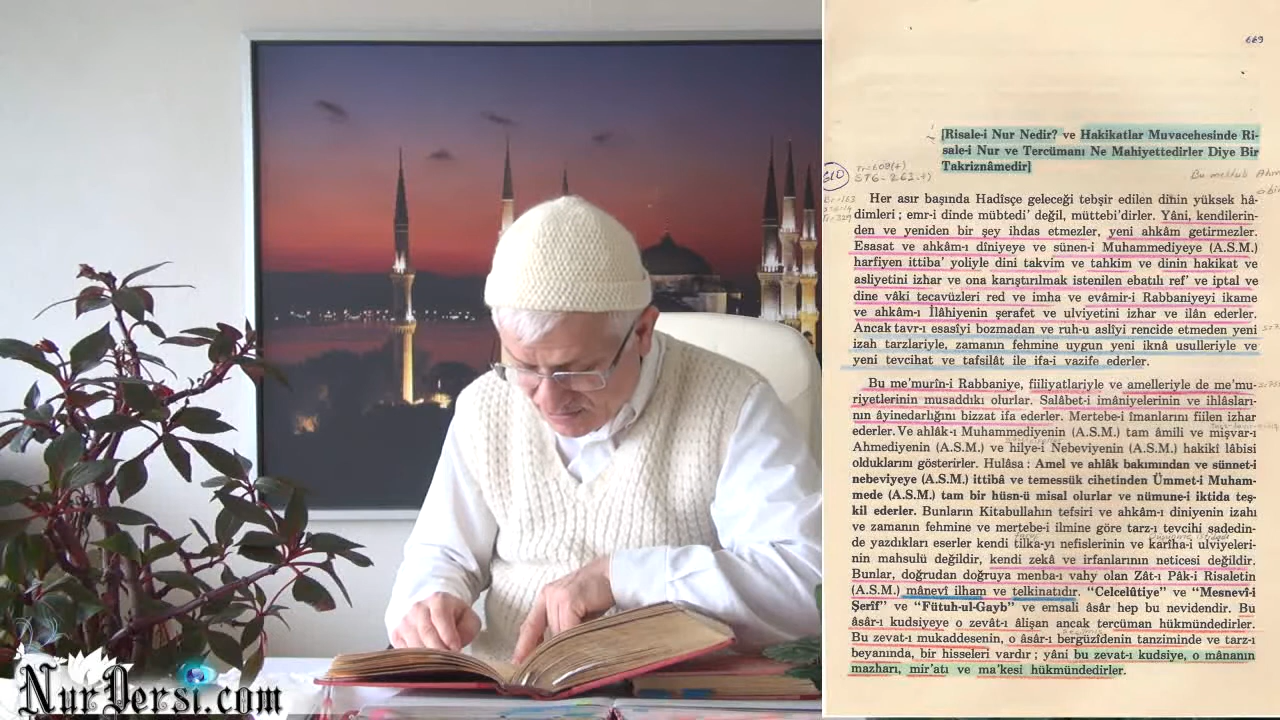 669
[Risale-i Nur Nedir? ve Hakikatlar Muvacehesinde Ri-
sale-i Nur ve Tercümanı Ne Mahiyettedirler Diye Bir
Takriznâmedir]
Her asır başında Hadîsçe geleceği tebşir edilen dînin yüksek hâ-
dimleri; emr-i dinde mübtedi' değil, müttebi'dirler. Yâni, kendilerin-
den ve yeniden bir şey ihdas etmezler, yeni ahkâm getirmezler.
Esasat ve ahkâm-ı dîniyeye ve sünen-i Muhammediyeye (A.S.M.)
harfiyen ittiba' yoliyle dini takvim ve tahkim ve dinin hakikat ve
asliyetini izhar ve ona karıştırılmak istenilen ebatılı ref' ve iptal ve
dine vâki tecavüzleri red ve imha ve evâmir-i Rabbaniyeyi ikame
ve ahkâm-ı İlâhiyenin şerafet ve ulviyetini izhar ve ilân ederler.
Ancak tavr-ı esasîyi bozmadan ve ruh-u aslîyi rencide etmeden yeni
izah tarzlariyle, zamanın fehmine uygun yeni iknâ usulleriyle ve
yeni tevcihat ve tafsilât ile ifa-i vazife ederler.
Bu me'murîn-i Rabbaniye, fiiliyatlariyle ve amelleriyle de me'mu-
riyetlerinin musaddıkı olurlar. Salâbet-i imâniyelerinin ve ihlâsları-
nın âyinedarlığını bizzat ifa ederler. Mertebe-i îmanlarını fiilen izhar
ederler. Ve ahlâk-ı Muhammediyenin (A.S.M.) tam âmili ve mişvar-ı
Ahmediyenin (A.S.M.) ve hilye-i Nebeviyenin (A.S.M.) hakikî lâbisi
olduklarını gösterirler. Hulâsa: Amel ve ahlâk bakımından ve sünnet-i
nebeviyeye (A.S.M.) ittibâ ve temessük cihetinden Ümmet-i Muham-
mede (A.S.M.) tam bir hüsn-ü misal olurlar ve nümune-i iktida teş-
kil ederler. Bunların Kitabullahın tefsiri ve ahkâm-ı dîniyenin izahı
ve zamanın fehmine ve mertebe-i ilmine göre tarz-ı tevcihi sadedin-
de yazdıkları eserler kendi tilka-yı nefislerinin ve kariha-i ulviyeleri-
nin mahsulü değildir, kendi zekâ ve irfanlarının neticesi değildir.
Bunlar, doğrudan doğruya menba-ı vahy olan Zât-ı Pâk-i Risaletin
(A.S.M.) mânevî ilham ve telkinatıdır. "Celcelûtiye" ve "Mesnevî-i
Şerîf" ve "Fütuh-ul-Gayb" ve emsali âsâr hep bu nevidendir. Bu
âsâr-ı kudsiyeye o zevât-ı âlişan ancak tercüman hükmündedirler.
Bu zevat-ı mukaddesenin, o âsâr-ı bergüzîdenin tanziminde ve tarz-ı
beyanında, bir hisseleri vardır; yâni bu zevat-ı kudsiye, o mânanın
mazharı, mir'atı ve ma'kesi hükmündedirler.
NurDersi.com